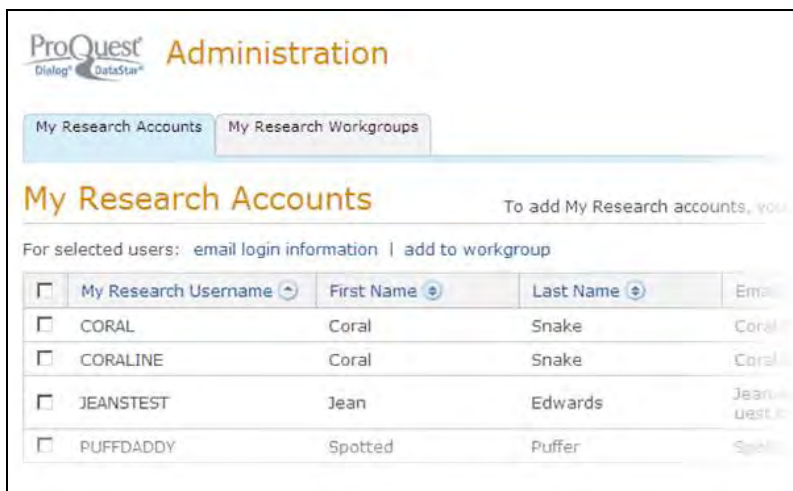 ProQuest
Dialog® DataStar®
Administration
My Research Accounts My Research Workgroups
My Research Accounts
To add My Research accounts, you
For selected users: email login information | add to workgroup
My Research Username First Name Last Name
CORAL Coral Snake
CORALINE Coral Snake
JEANSTEST Jean Edwards
PUFFDADDY Spotted Puffer